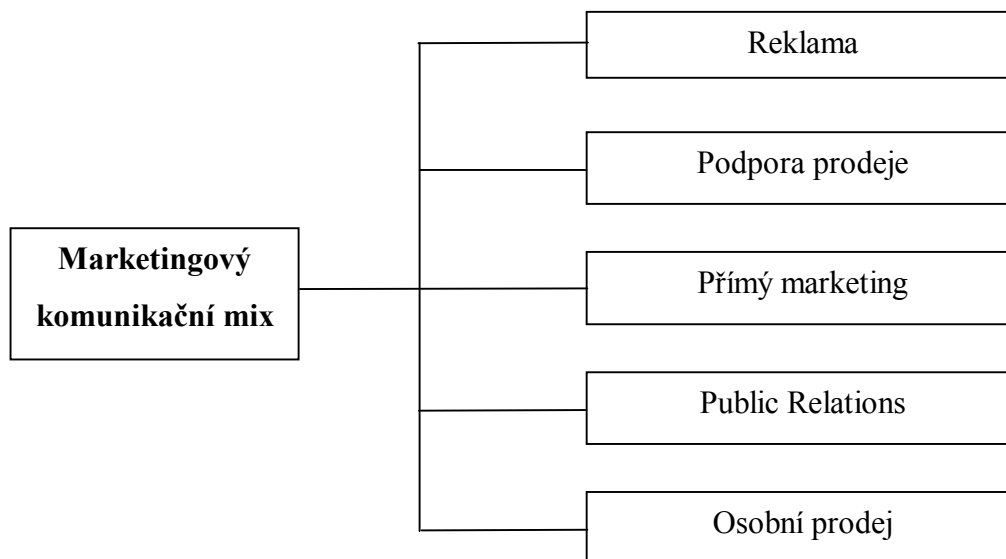 Reklama
Podpora prodeje
Marketingový
komunikační mix
Přímý marketing
Public Relations
Osobní prodej